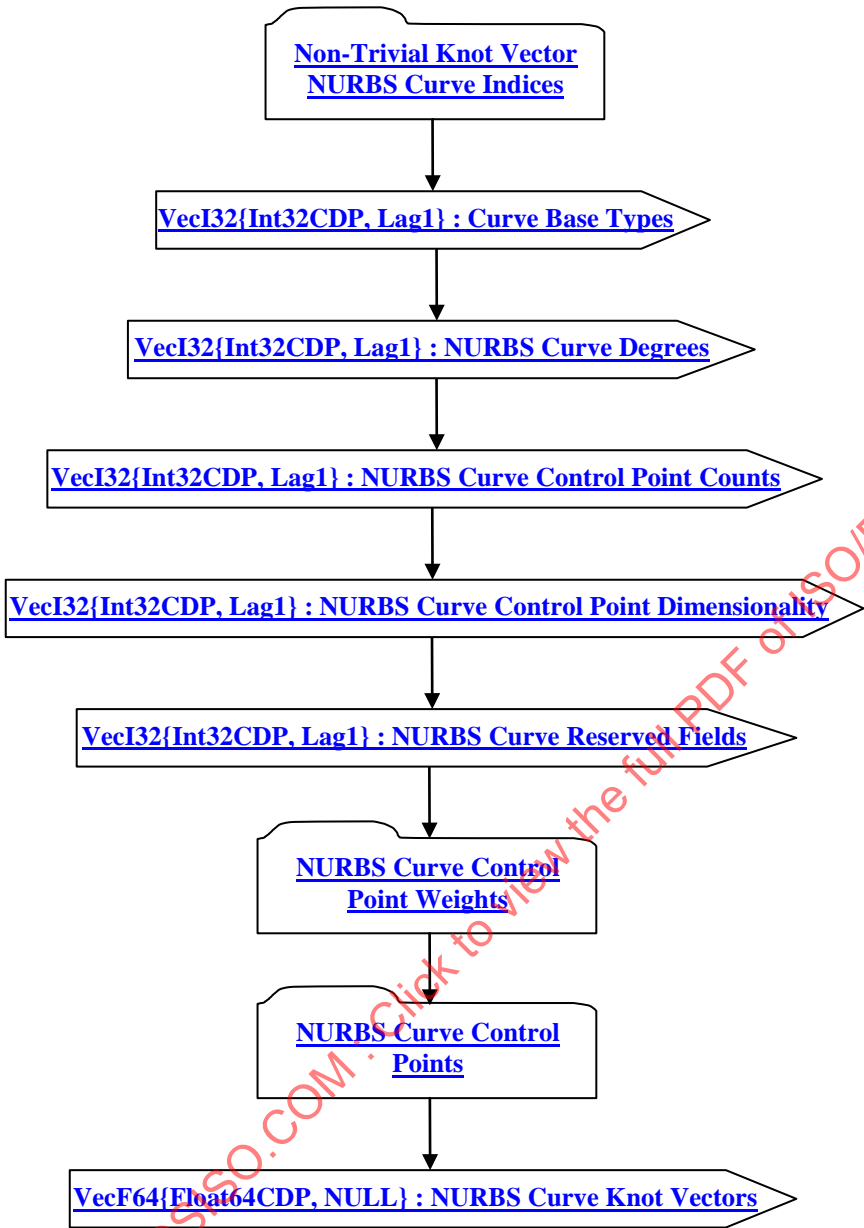 Non-Trivial Knot Vector
NURBS Curve Indices
VecI32{Int32CDP, Lag1} : Curve Base Types
VecI32{Int32CDP, Lag1} : NURBS Curve Degrees
VecI32{Int32CDP, Lag1} : NURBS Curve Control Point Counts
VecI32{Int32CDP, Lag1} : NURBS Curve Control Point Dimensionality
VecI32{Int32CDP, Lag1} : NURBS Curve Reserved Fields
NURBS Curve Control
Point Weights
NURBS Curve Control
Points
VecF64{Float64CDP, NULL} : NURBS Curve Knot Vectors
SISO.COM : Click to view the full PDF of ISO/